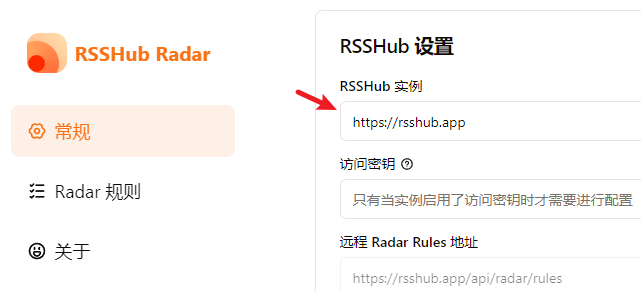 RSSHub Radar
常规
Radar 规则
关于
RSSHub 设置
RSSHub 实例
https://rsshub.app
访问密钥
只有当实例启用了访问密钥时才需要进行配置
远程 Radar Rules 地址
https://rsshub.app/api/radar/rules